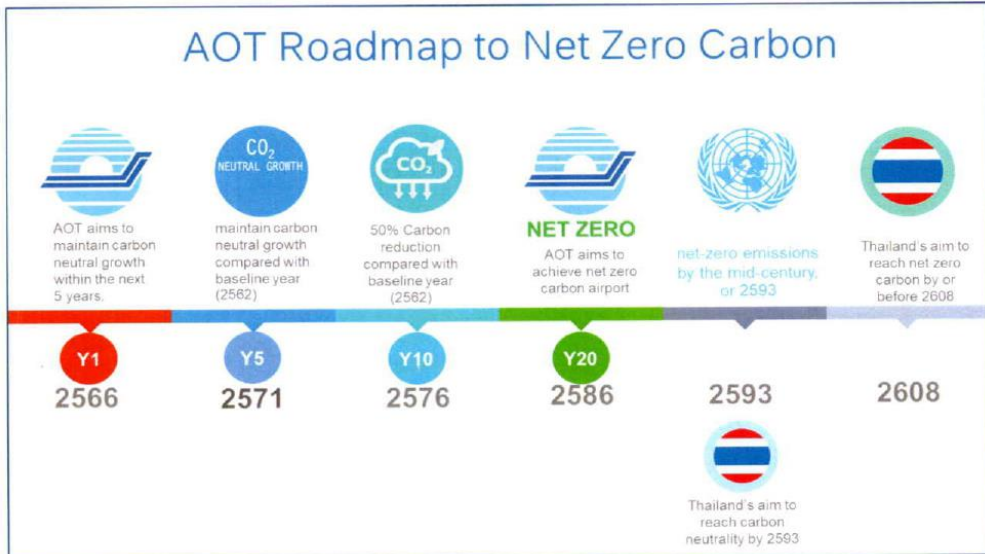 AOT Roadmap to Net Zero Carbon
AOT aims to
maintain carbon
neutral growth
within the next
5 years.
CO₂
NEUTRAL GROWTH
maintain carbon
neutral growth
compared with
baseline year
(2562)
CO₂
50% Carbon
reduction
compared with
baseline year
(2562)
NET ZERO
AOT aims to
achieve net zero
carbon airport
net-zero emissions
by the mid-century,
or 2593
Thailand's aim to
reach net zero
carbon by or
before 2608
Y1
Y5
Y10
Y20
2566
2571
2576
2586
2593
2608
Thailand's aim to
reach carbon
neutrality by 2593